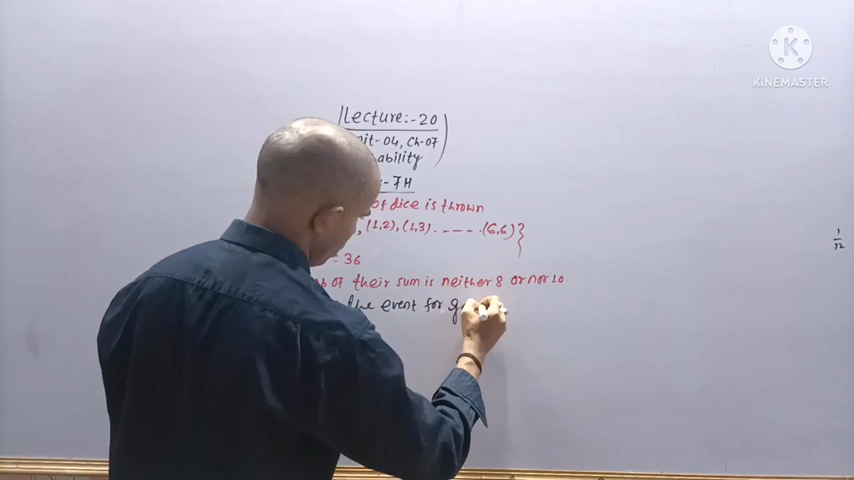 Lecture:-20
it-04, Ch-07
ability
:-7H
of dice is thrown
, (1,2), (1,3). ---- .(6,6)}
= 36
b of their sum is neither 8 or nor 10.
the event for g
1/12
KINEMASTER